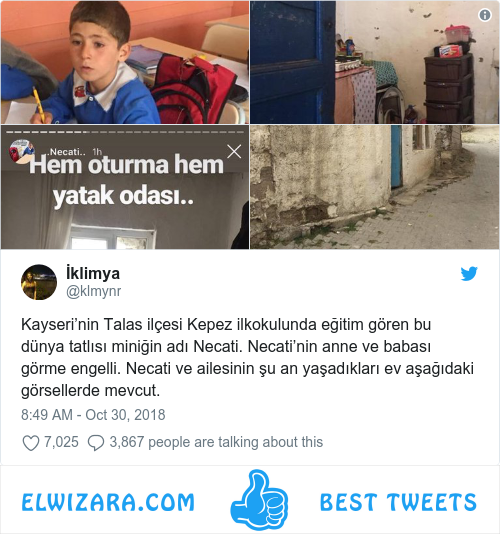 ..Necati.. 1h
Hem oturma hem
yatak odası..
İklimya
@klmynr
Kayseri’nin Talas ilçesi Kepez ilkokulunda eğitim gören bu
dünya tatlısı miniğin adı Necati. Necati’nin anne ve babası
görme engelli. Necati ve ailesinin şu an yaşadıkları ev aşağıdaki
görsellerde mevcut.
8:49 AM - Oct 30, 2018
7,025 3,867 people are talking about this
ELWIZARA.COM BEST TWEETS